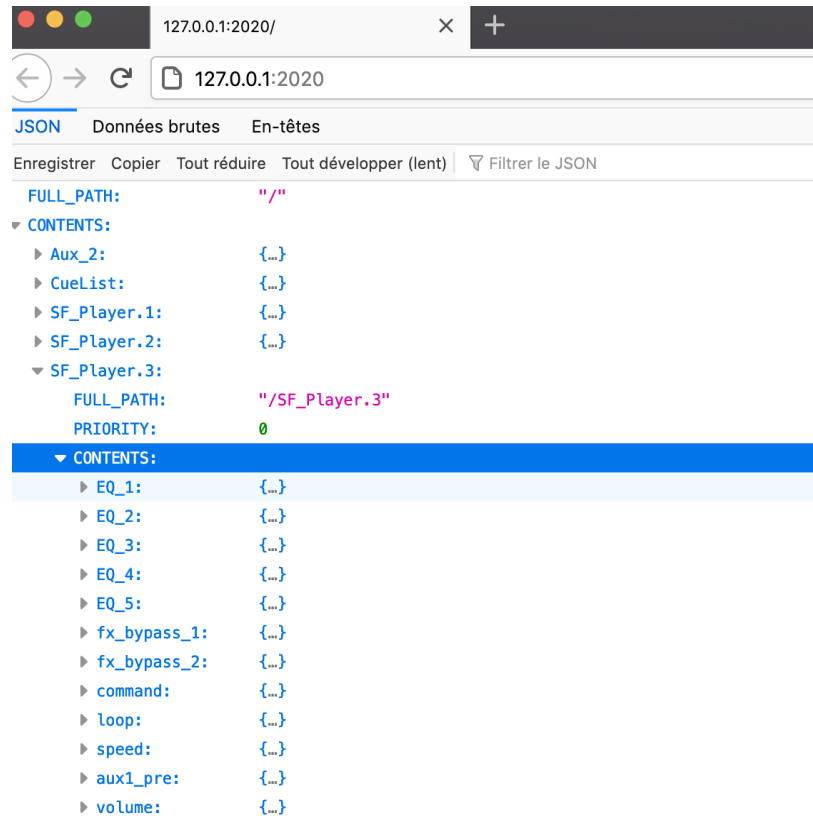 127.0.0.1:2020/
127.0.0.1:2020
JSON Données brutes En-têtes
Enregistrer Copier Tout réduire Tout développer (lent) Filtrer le JSON
FULL_PATH: "/"
CONTENTS:
Aux_2: {…}
CueList: {…}
SF_Player.1: {…}
SF_Player.2: {…}
SF_Player.3:
FULL_PATH: "/SF_Player.3"
PRIORITY: 0
CONTENTS:
EQ_1: {…}
EQ_2: {…}
EQ_3: {…}
EQ_4: {…}
EQ_5: {…}
fx_bypass_1: {…}
fx_bypass_2: {…}
command: {…}
loop: {…}
speed: {…}
aux1_pre: {…}
volume: {…}